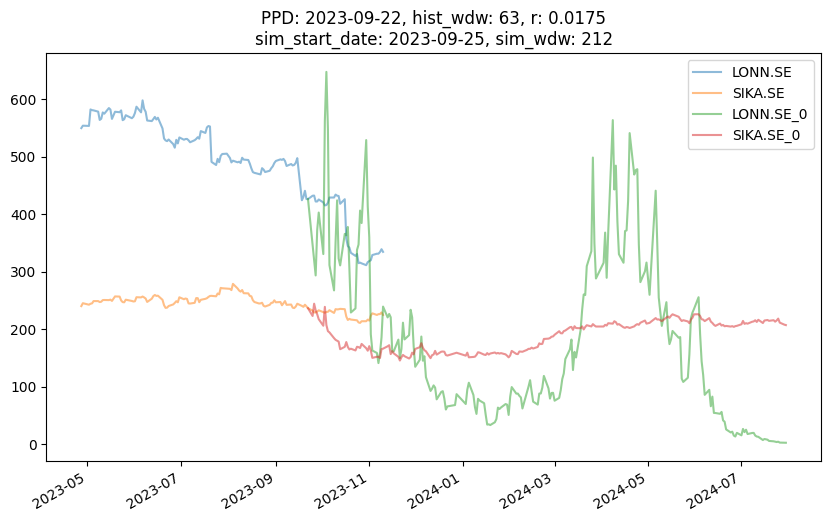 PPD: 2023-09-22, hist_wdw: 63, r: 0.0175
sim_start_date: 2023-09-25, sim_wdw: 212
LONN.SE
SIKA.SE
LONN.SE_0
SIKA.SE_0
600
500
400
300
200
100
0
2023-05
2023-07
2023-09
2023-11
2024-01
2024-03
2024-05
2024-07